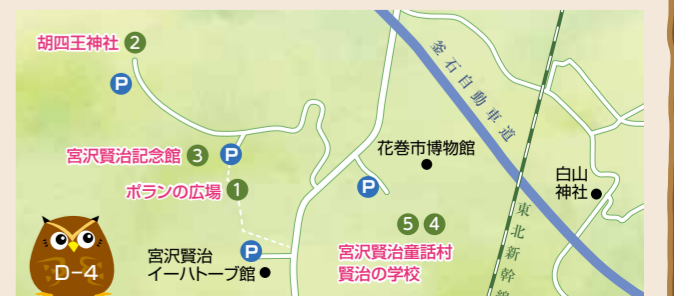 胡四王神社 2
P
釜石自動車道
花巻市博物館
宮沢賢治記念館 3 P
P
白山
神社
ポランの広場 1
5 4
東北新幹線
宮沢賢治
イーハトーブ館
P
宮沢賢治童話村
賢治の学校
D-4